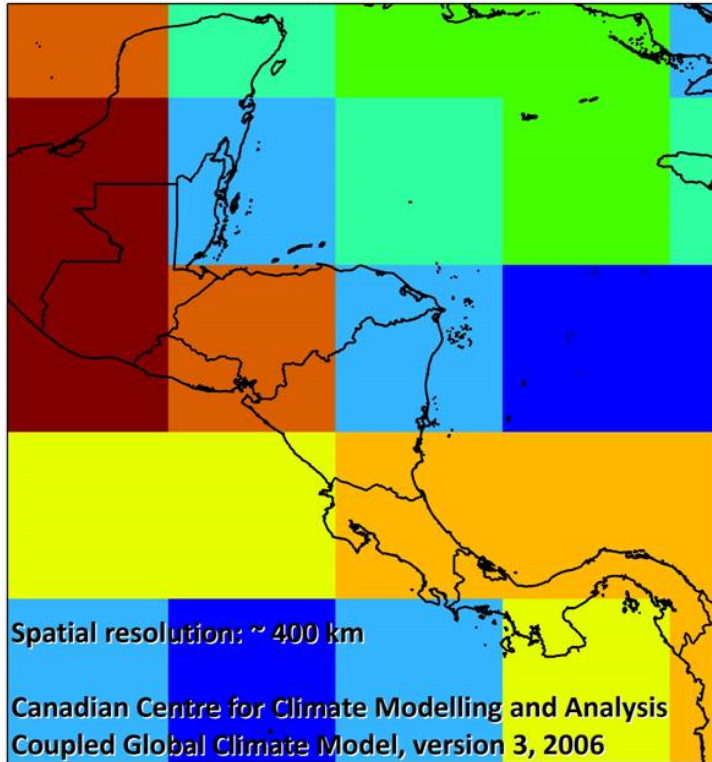 Spatial resolution: ~ 400 km
Canadian Centre for Climate Modelling and Analysis
Coupled Global Climate Model, version 3, 2006